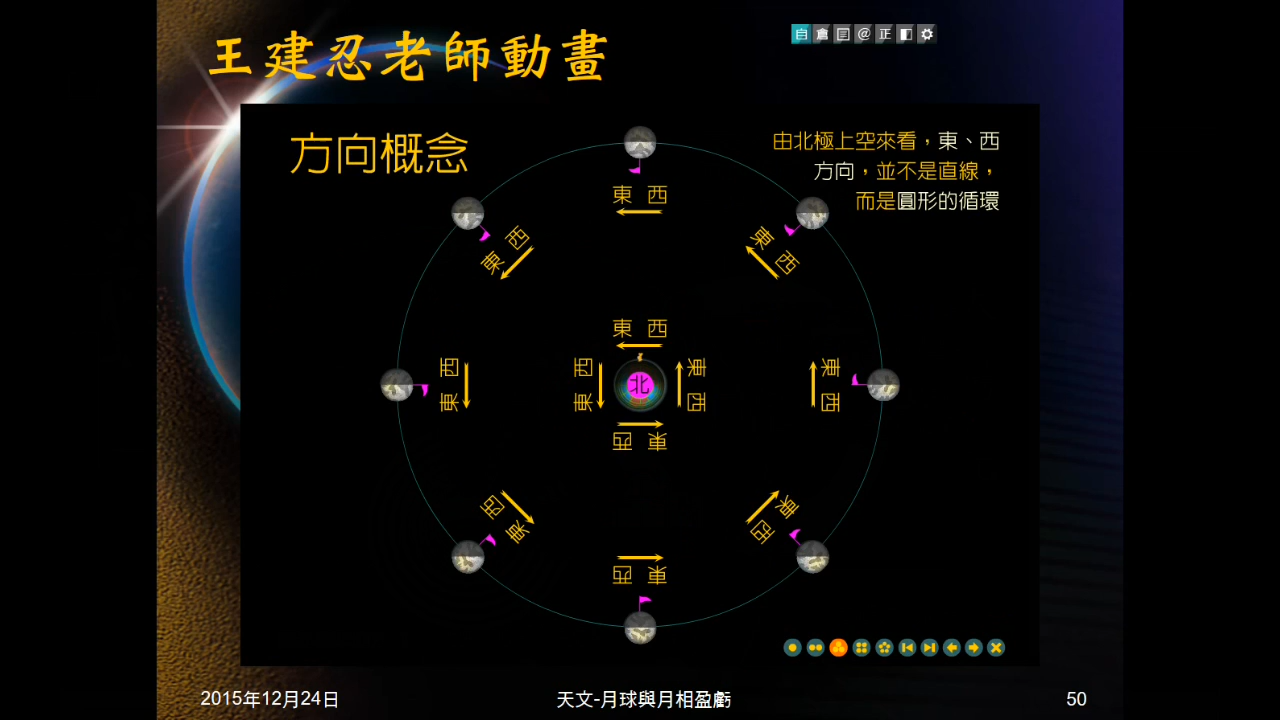 王建忍老師動畫
自 倉 @ 正
方向概念
由北極上空來看，東、西
方向，並不是直線，
而是圓形的循環
東 西
東 西
東 西
東 西
西 東
西 東
北
東 西
東 西
西 東
西 東
東 西
西 東
2015年12月24日
天文-月球與月相盈虧
50